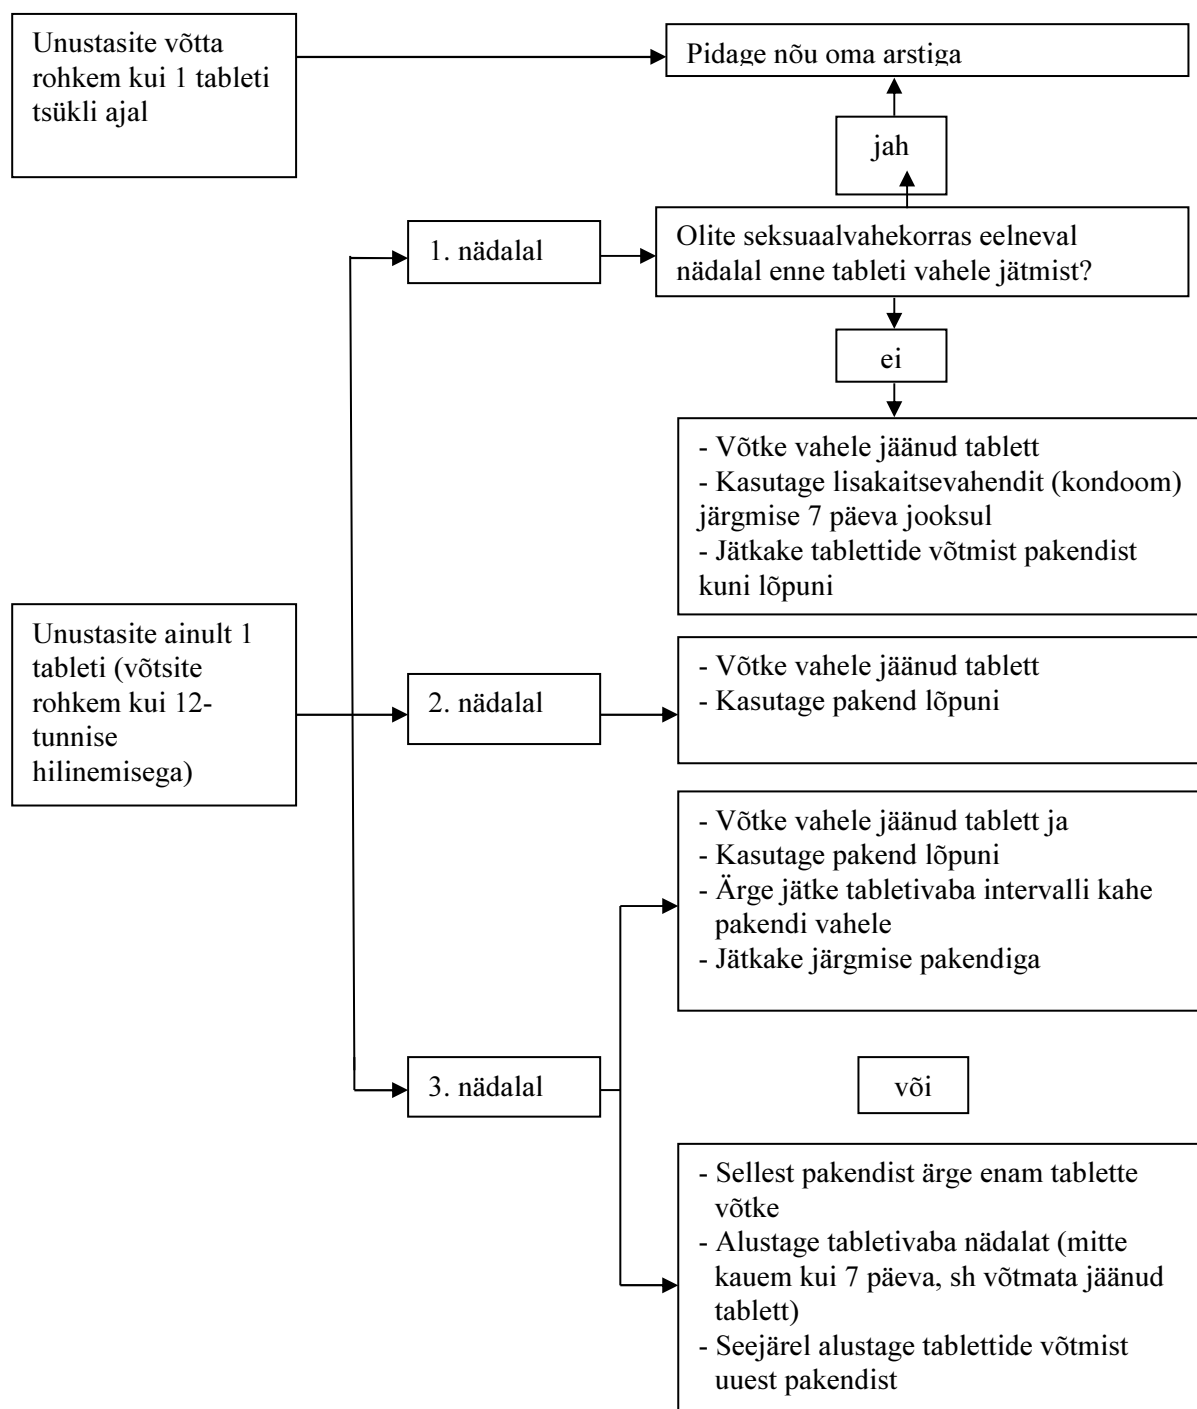 Unustasite võtta
rohkem kui 1 tableti
tsükli ajal
Pidage nõu oma arstiga
jah
1. nädalal
Olite seksuaalvahekorras eelneval
nädalal enne tableti vahele jätmist?
ei
- Võtke vahele jäänud tablett
- Kasutage lisakaitsevahendit (kondoom)
järgmise 7 päeva jooksul
- Jätkake tablettide võtmist pakendist
kuni lõpuni
Unustasite ainult 1
tableti (võtsite
rohkem kui 12-
tunnise
hilinemisega)
2. nädalal
- Võtke vahele jäänud tablett
- Kasutage pakend lõpuni
- Võtke vahele jäänud tablett ja
- Kasutage pakend lõpuni
- Ärge jätke tabletivaba intervalli kahe
pakendi vahele
- Jätkake järgmise pakendiga
3. nädalal
või
- Sellest pakendist ärge enam tablette
võtke
- Alustage tabletivaba nädalat (mitte
kauem kui 7 päeva, sh võtmata jäänud
tablett)
- Seejärel alustage tablettide võtmist
uuest pakendist